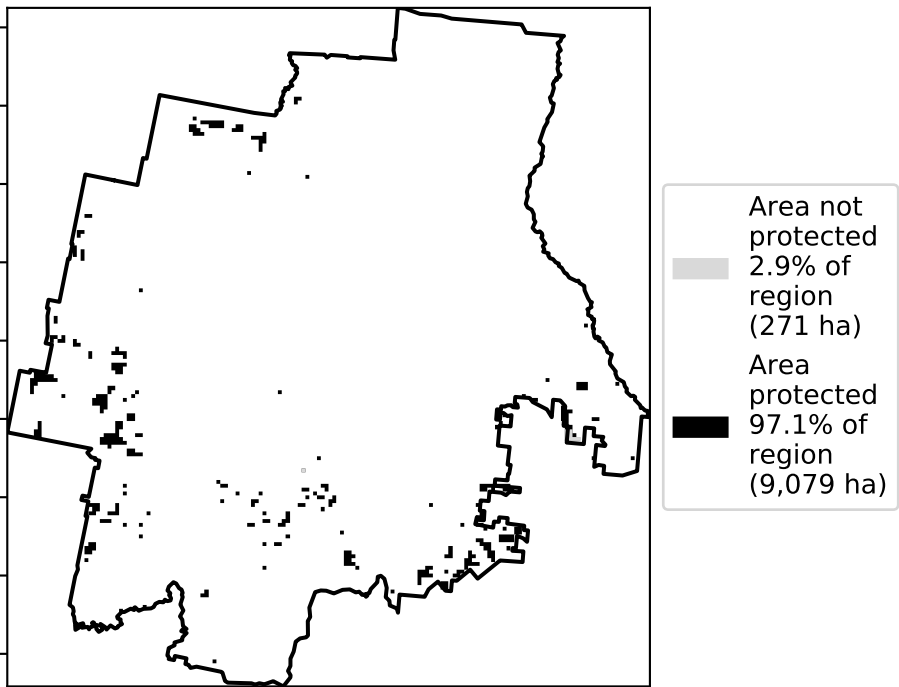 Area not
protected
2.9% of
region
(271 ha)
Area
protected
97.1% of
region
(9,079 ha)